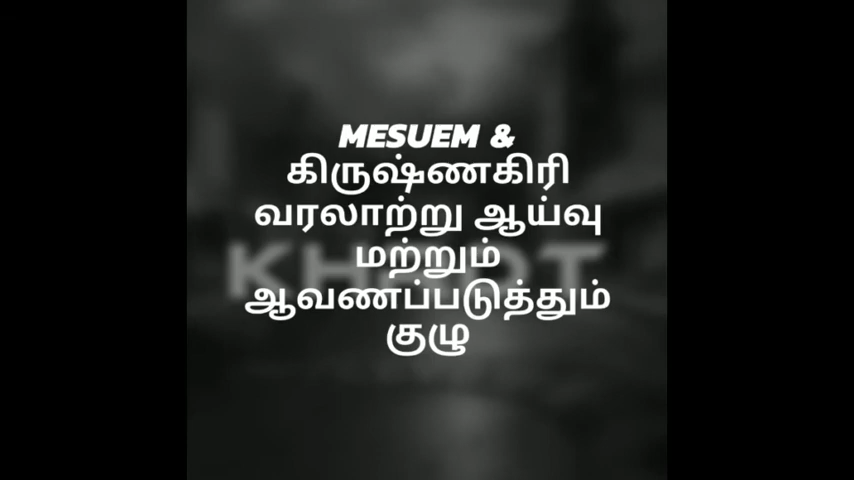 MESUEM &
கிருஷ்ணகிரி
வரலாற்று ஆய்வு
மற்றும்
ஆவணப்படுத்தும்
குழு